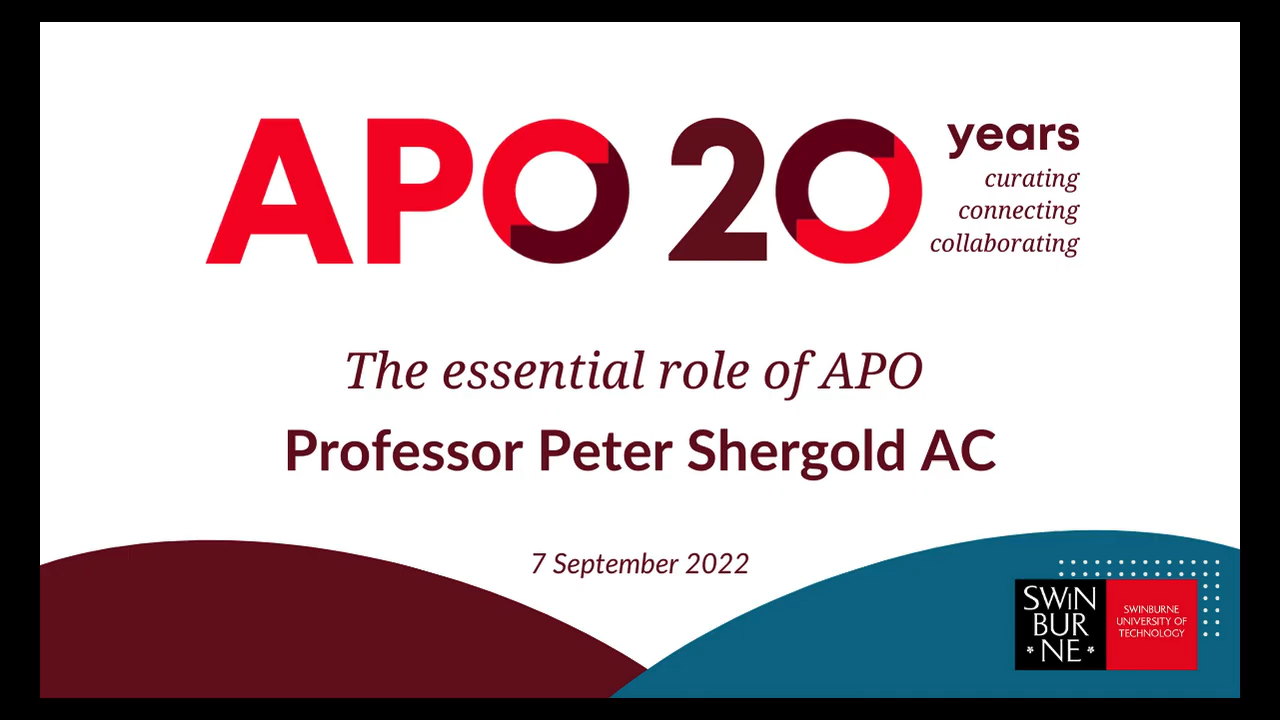 APO 20 years
curating
connecting
collaborating
The essential role of APO
Professor Peter Shergold AC
7 September 2022
SWiN
BUR
NE
SWINBURNE
UNIVERSITY OF
TECHNOLOGY